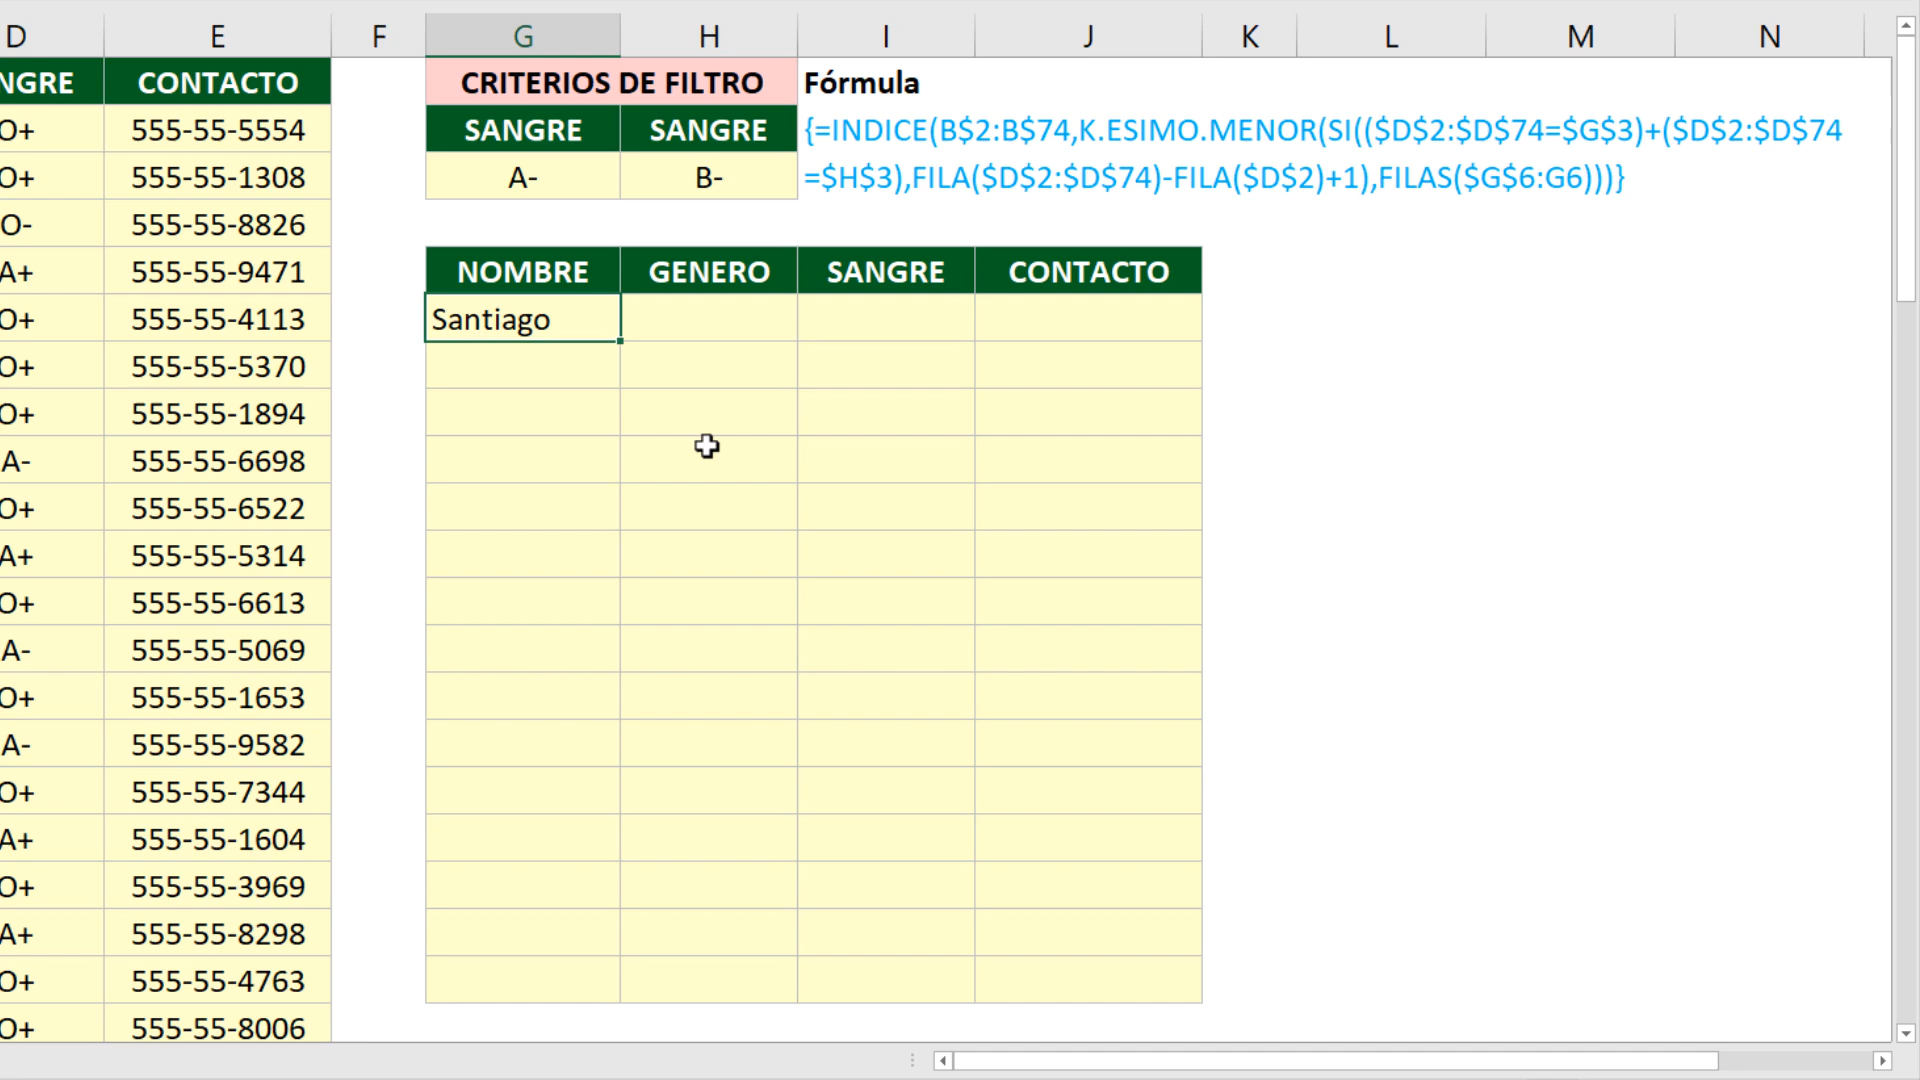 D E F G H I J K L M N
NGRE CONTACTO CRITERIOS DE FILTRO Fórmula
O+ 555-55-5554 SANGRE SANGRE {=INDICE(B$2:B$74,K.ESIMO.MENOR(SI(($D$2:$D$74=$G$3)+($D$2:$D$74
O+ 555-55-1308 A- B- =$H$3),FILA($D$2:$D$74)-FILA($D$2)+1),FILAS($G$6:G6)))}
O- 555-55-8826
A+ 555-55-9471 NOMBRE GENERO SANGRE CONTACTO
O+ 555-55-4113 Santiago
O+ 555-55-5370
O+ 555-55-1894
A- 555-55-6698
O+ 555-55-6522
A+ 555-55-5314
O+ 555-55-6613
A- 555-55-5069
O+ 555-55-1653
A- 555-55-9582
O+ 555-55-7344
A+ 555-55-1604
O+ 555-55-3969
A+ 555-55-8298
O+ 555-55-4763
O+ 555-55-8006